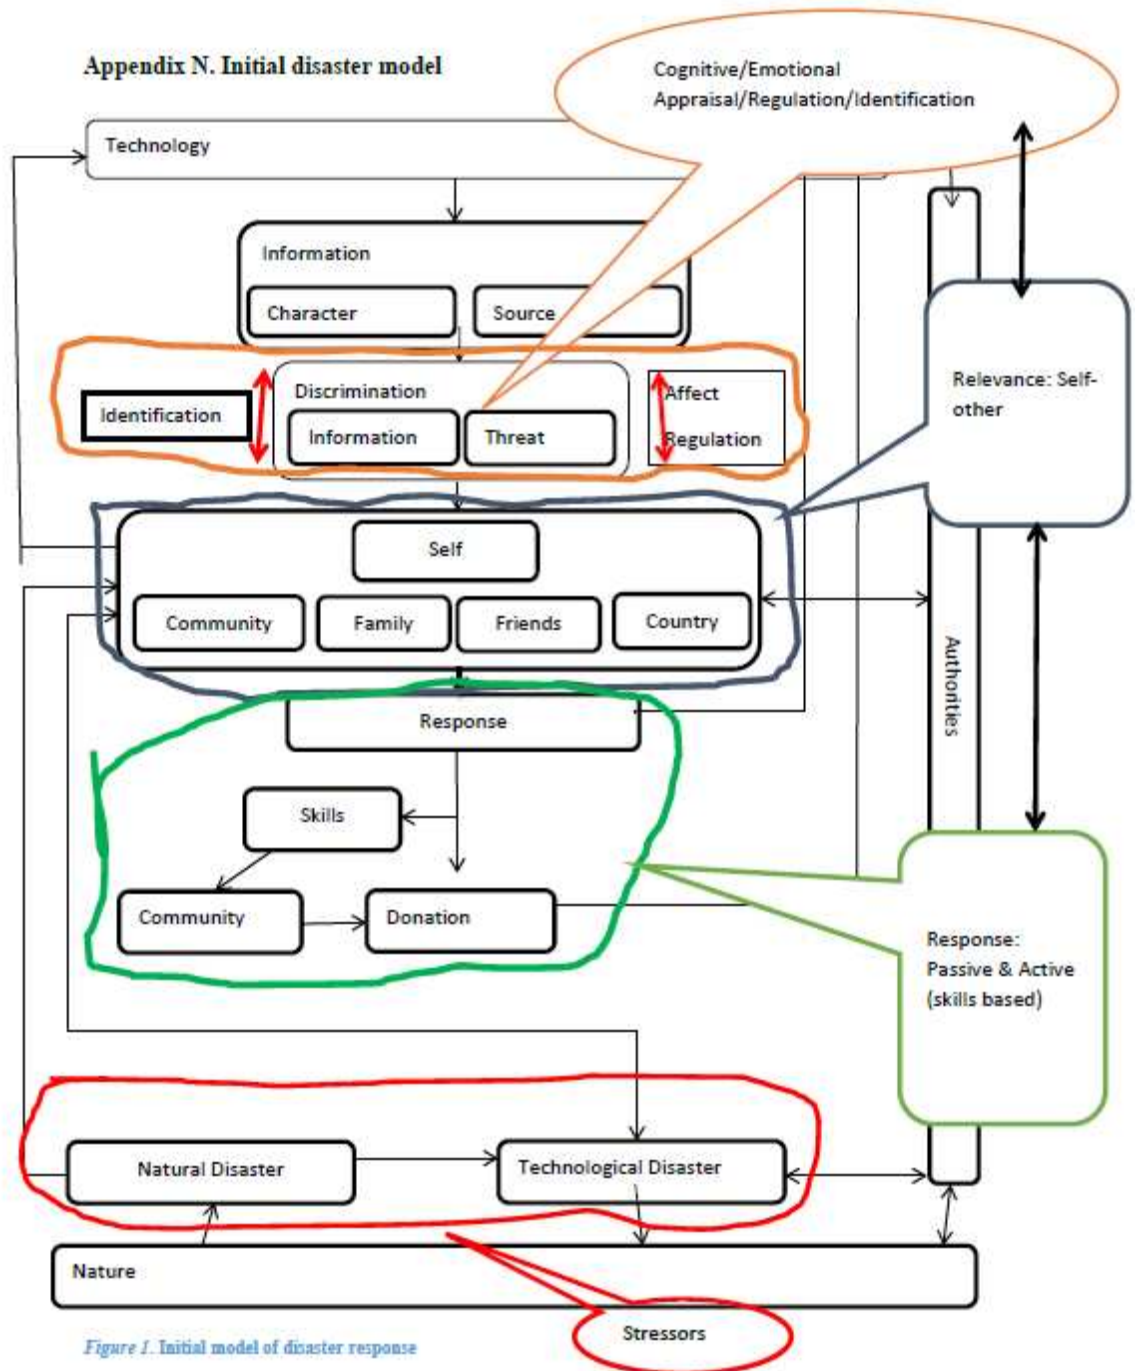 Appendix N. Initial disaster model
Cognitive/Emotional
Appraisal/Regulation/Identification
Technology
Information
Character
Source
Discrimination
Identification
Information
Threat
Affect
Regulation
Relevance: Self-
other
Self
Community
Family
Friends
Country
Authorities
Response
Skills
Community
Donation
Response:
Passive & Active
(skills based)
Natural Disaster
Technological Disaster
Nature
Stressors
Figure 1. Initial model of disaster response